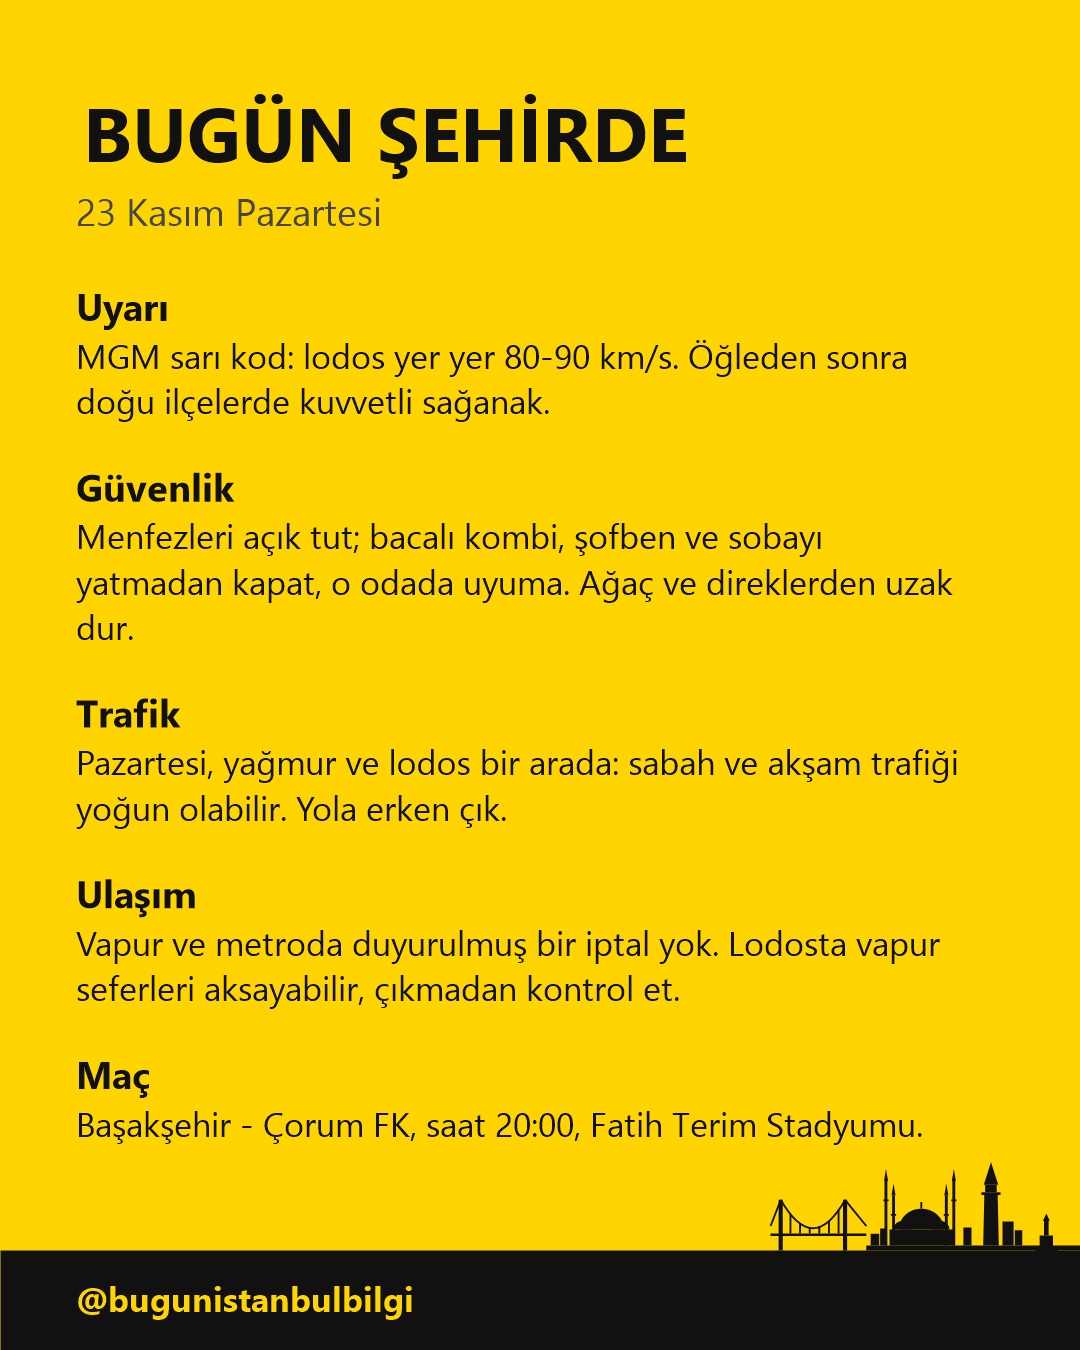 BUGÜN ŞEHİRDE
23 Kasım Pazartesi
Uyarı
MGM sarı kod: lodos yer yer 80-90 km/s. Öğleden sonra
doğu ilçelerde kuvvetli sağanak.
Güvenlik
Menfezleri açık tut; bacalı kombi, şofben ve sobayı
yatmadan kapat, o odada uyuma. Ağaç ve direklerden uzak
dur.
Trafik
Pazartesi, yağmur ve lodos bir arada: sabah ve akşam trafiği
yoğun olabilir. Yola erken çık.
Ulaşım
Vapur ve metroda duyurulmuş bir iptal yok. Lodosta vapur
seferleri aksayabilir, çıkmadan kontrol et.
Maç
Başakşehir - Çorum FK, saat 20:00, Fatih Terim Stadyumu.
@bugunistanbulbilgi